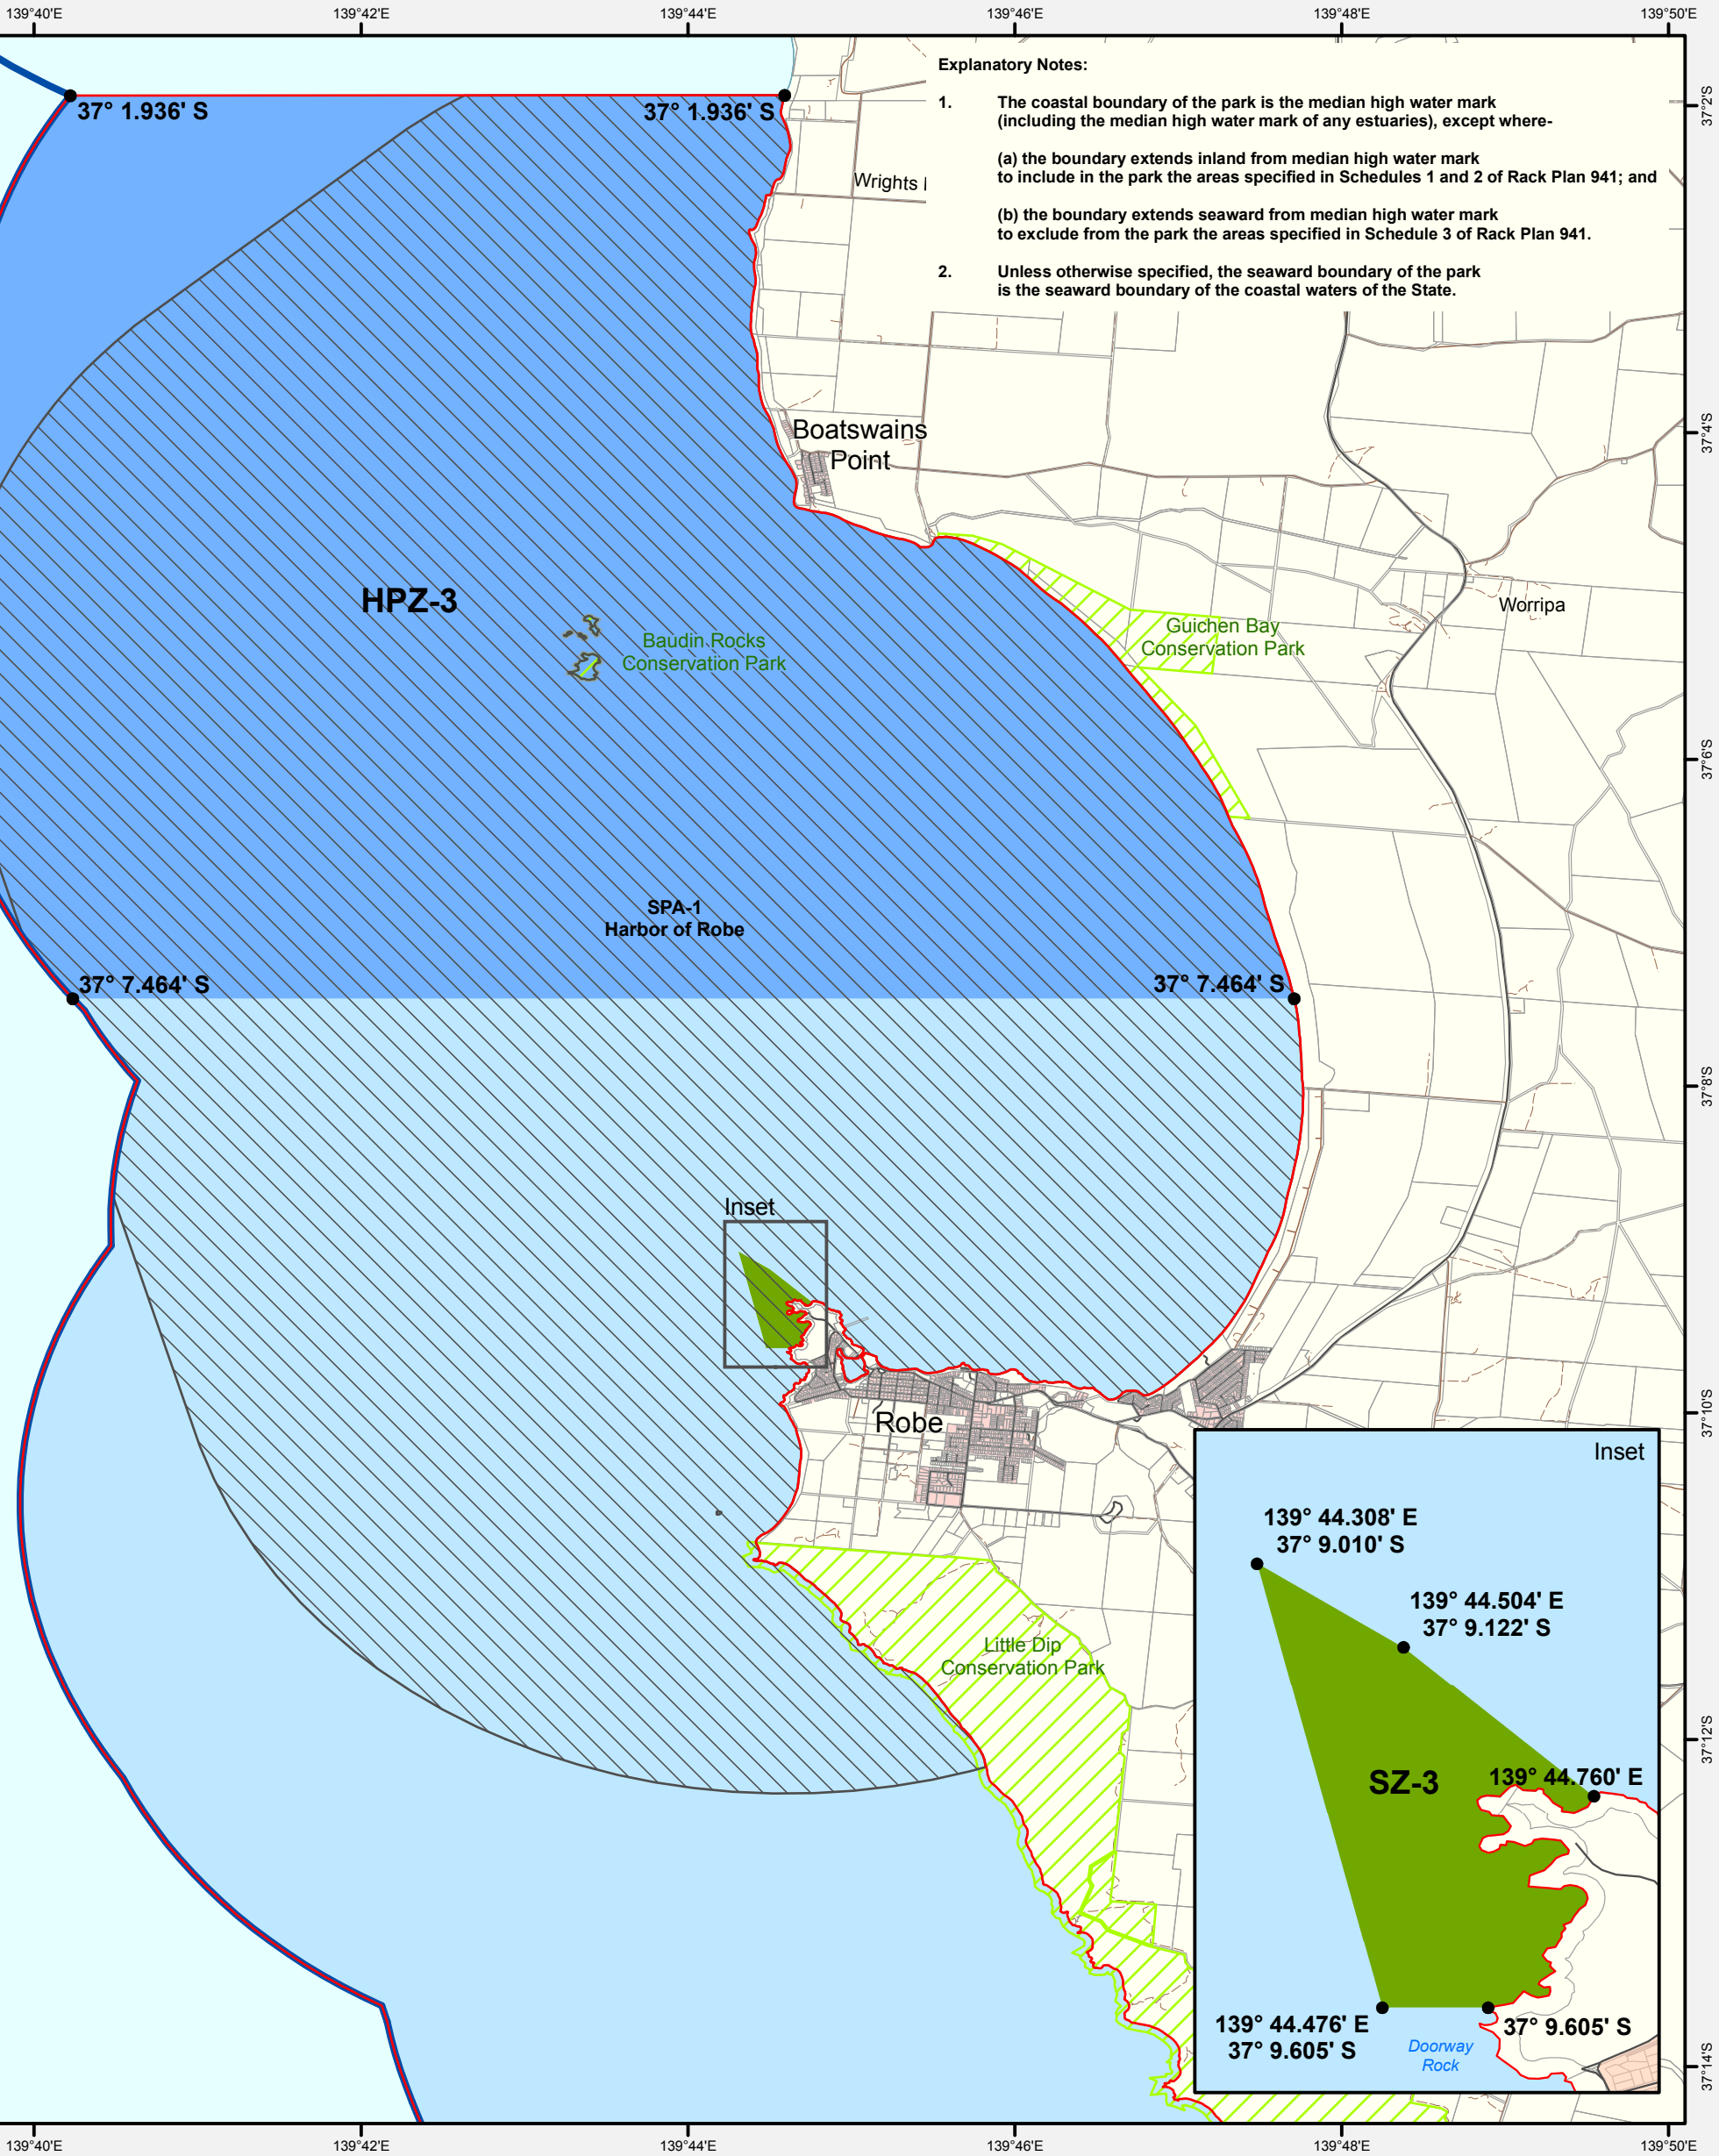 139°40'E
139°42'E
139°44'E
139°46'E
139°48'E
139°50'E
Explanatory Notes:
1. The coastal boundary of the park is the median high water mark
(including the median high water mark of any estuaries), except where-
(a) the boundary extends inland from median high water mark
to include in the park the areas specified in Schedules 1 and 2 of Rack Plan 941; and
(b) the boundary extends seaward from median high water mark
to exclude from the park the areas specified in Schedule 3 of Rack Plan 941.
2. Unless otherwise specified, the seaward boundary of the park
is the seaward boundary of the coastal waters of the State.
37° 1.936' S
37° 1.936' S
37°2'S
Wrights
Boatswains
Point
37°4'S
HPZ-3
Baudin Rocks
Conservation Park
Guichen Bay
Conservation Park
Worripa
37°6'S
SPA-1
Harbor of Robe
37° 7.464' S
37° 7.464' S
37°8'S
Inset
Robe
37°10'S
Inset
139° 44.308' E
37° 9.010' S
139° 44.504' E
37° 9.122' S
Little Dip
Conservation Park
37°12'S
SZ-3
139° 44.760' E
139° 44.476' E
37° 9.605' S
37° 9.605' S
Doorway
Rock
37°14'S
139°40'E
139°42'E
139°44'E
139°46'E
139°48'E
139°50'E